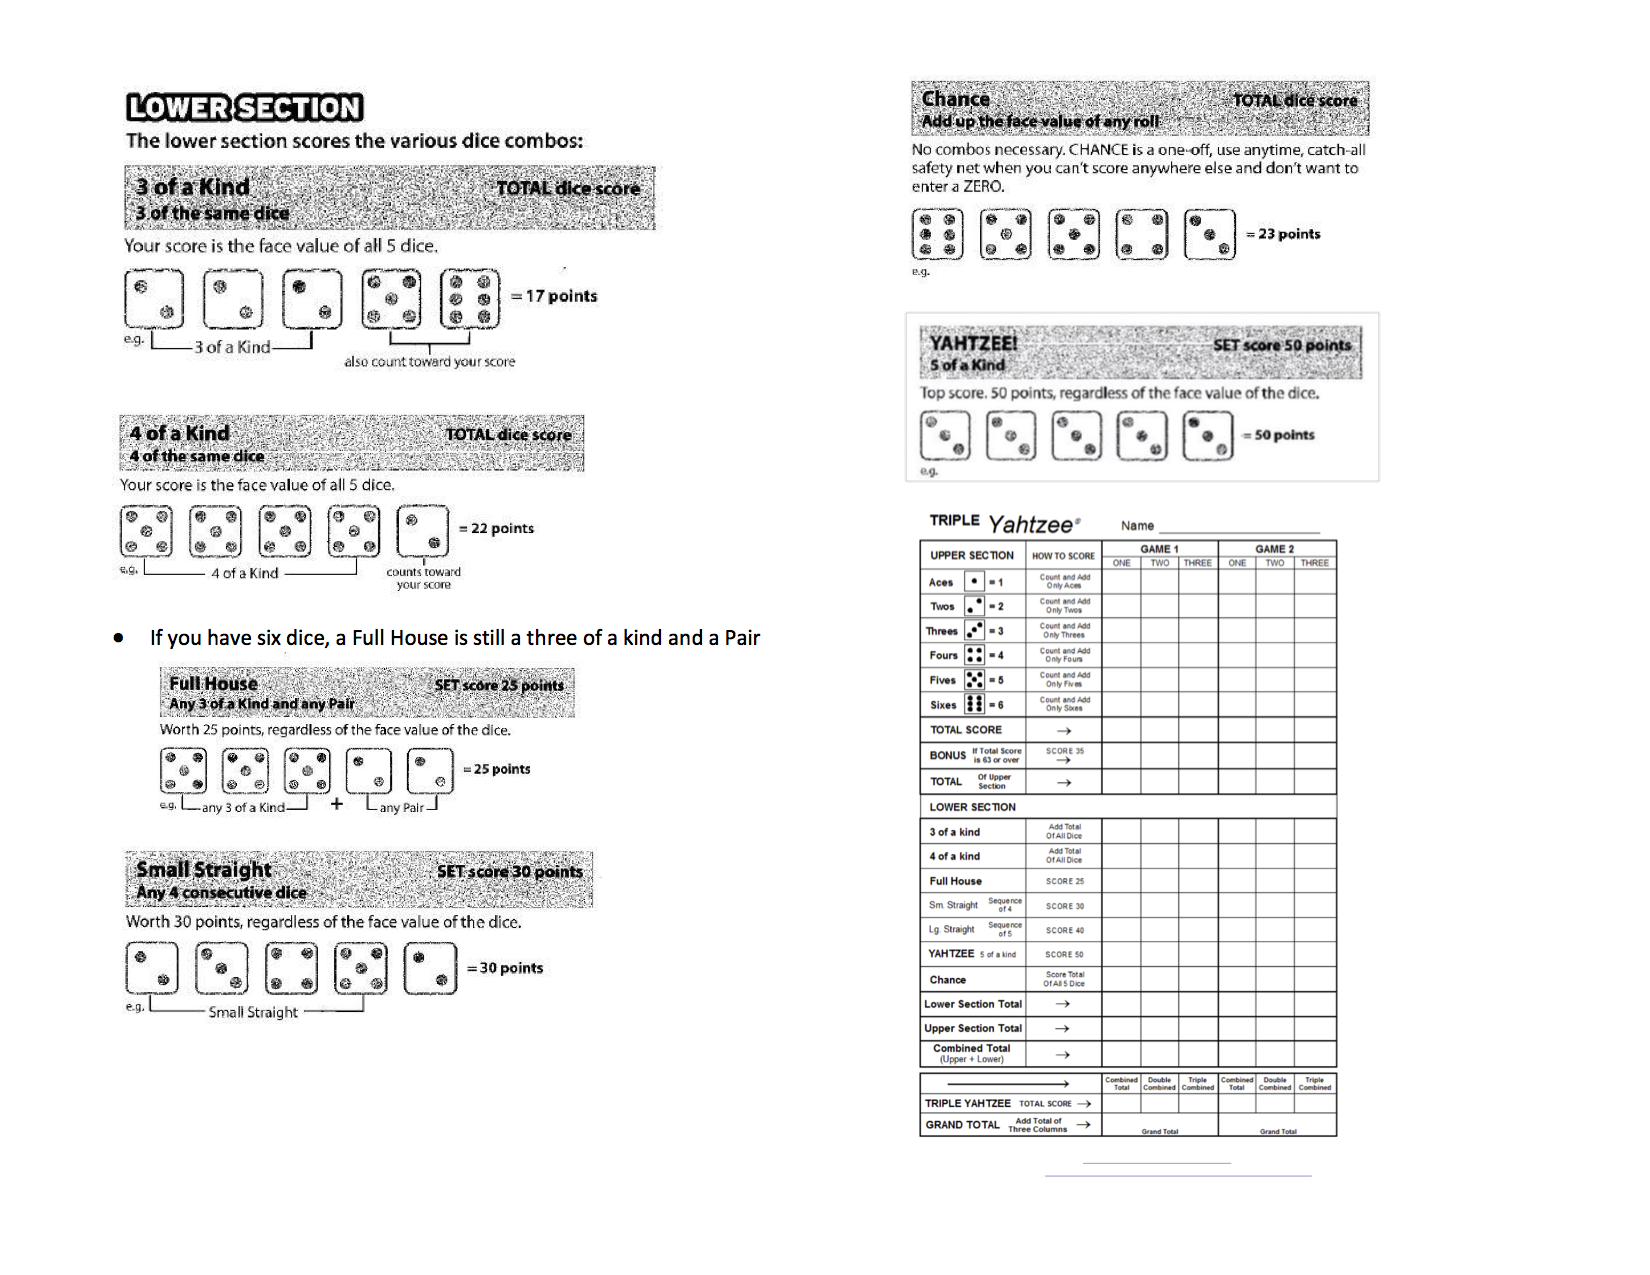 LOWER SECTION
The lower section scores the various dice combos:
3 of a Kind TOTAL dice score
3 of the same dice
Your score is the face value of all 5 dice.
= 17 points
e.g. 3 of a Kind
also count toward your score
4 of a Kind TOTAL dice score
4 of the same dice
Your score is the face value of all 5 dice.
= 22 points
e.g. 4 of a Kind counts toward
your score
• If you have six dice, a Full House is still a three of a kind and a Pair
Full House SET score 25 points
Any 3 of a Kind and any Pair
Worth 25 points, regardless of the face value of the dice.
= 25 points
e.g. any 3 of a Kind + any Pair
Small Straight SET score 30 points
Any 4 consecutive dice
Worth 30 points, regardless of the face value of the dice.
= 30 points
e.g. Small Straight
Chance TOTAL dice score
Add up the face value of any roll
No combos necessary. CHANCE is a one-off, use anytime, catch-all
safety net when you can't score anywhere else and don't want to
enter a ZERO.
= 23 points
e.g.
YAHTZEE! SET score 50 points
5 of a Kind
Top score. 50 points, regardless of the face value of the dice.
= 50 points
e.g.
TRIPLE Yahtzee® Name
UPPER SECTION HOW TO SCORE GAME 1 GAME 2
ONE TWO THREE ONE TWO THREE
Aces = 1 Count and Add Only Aces
Twos = 2 Count and Add Only Twos
Threes = 3 Count and Add Only Threes
Fours = 4 Count and Add Only Fours
Fives = 5 Count and Add Only Fives
Sixes = 6 Count and Add Only Sixes
TOTAL SCORE →
BONUS If Total Score is 63 or over SCORE 35 →
TOTAL Of Upper Section →
LOWER SECTION
3 of a kind Add Total Of All Dice
4 of a kind Add Total Of All Dice
Full House SCORE 25
Sm. Straight Sequence of 4 SCORE 30
Lg. Straight Sequence of 5 SCORE 40
YAHTZEE 5 of a kind SCORE 50
Chance Score Total Of All 5 Dice
Lower Section Total →
Upper Section Total →
Combined Total (Upper + Lower) →
→ Combined Total Double Combined Triple Combined Combined Total Double Combined Triple Combined
TRIPLE YAHTZEE TOTAL SCORE →
GRAND TOTAL Add Total of Three Columns → Grand Total Grand Total